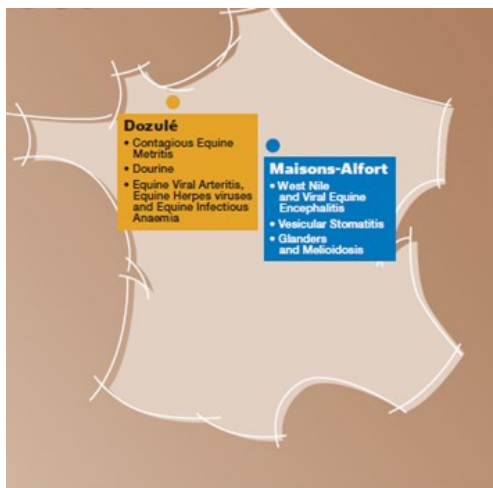 Dozulé
• Contagious Equine
Metritis
• Dourine
• Equine Viral Arteritis,
Equine Herpes viruses
and Equine Infectious
Anaemia
Maisons-Alfort
• West Nile
and Viral Equine
Encephalitis
• Vesicular Stomatitis
• Glanders
and Melioidosis